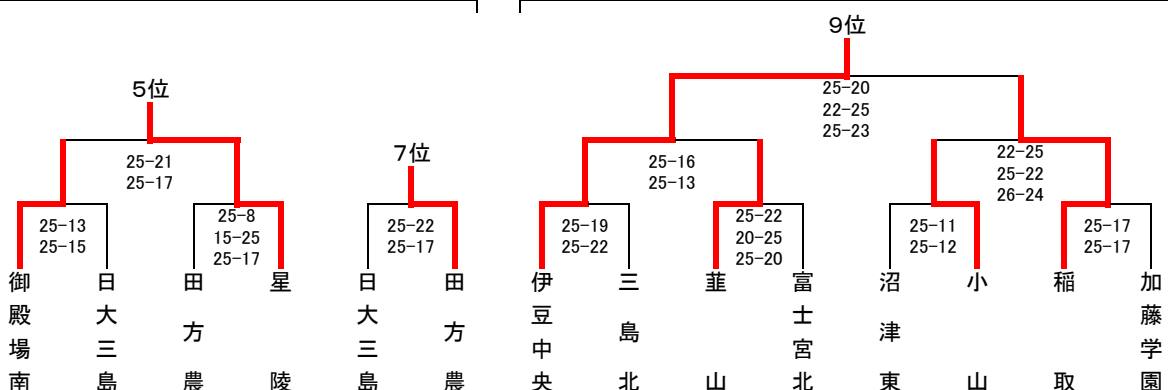 9位
5位
25-20
22-25
25-23
7位
25-21
25-17
25-16
25-13
22-25
25-22
26-24
25-13
25-15
25-8
15-25
25-17
25-22
25-17
25-19
25-22
25-22
20-25
25-20
25-11
25-12
25-17
25-17
御殿場南
日大三島
田方農
星陵
日大三島
田方農
伊豆中央
三島北
韮山
富士宮北
沼津東
小山
稲取
加藤学園